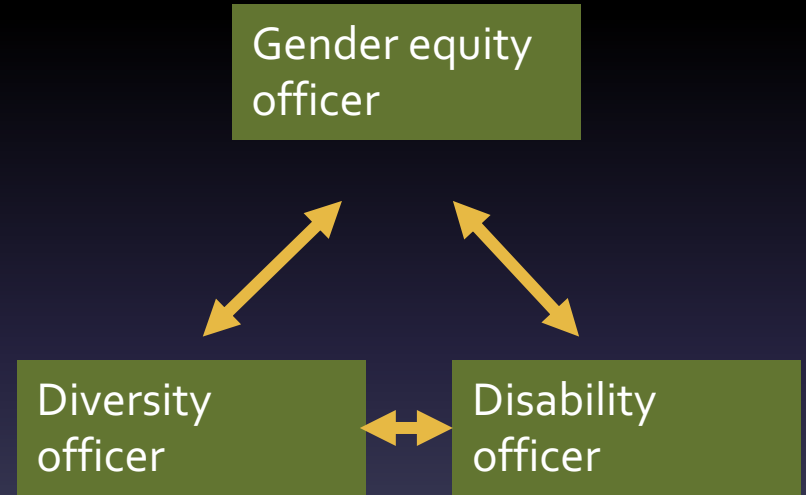 Gender equity
officer
Diversity
officer
Disability
officer